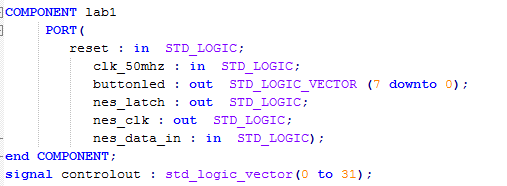 COMPONENT lab1
PORT(
reset : in STD_LOGIC;
clk_50mhz : in STD_LOGIC;
buttonled : out STD_LOGIC_VECTOR (7 downto 0);
nes_latch : out STD_LOGIC;
nes_clk : out STD_LOGIC;
nes_data_in : in STD_LOGIC);
end COMPONENT;
signal controlout : std_logic_vector(0 to 31);